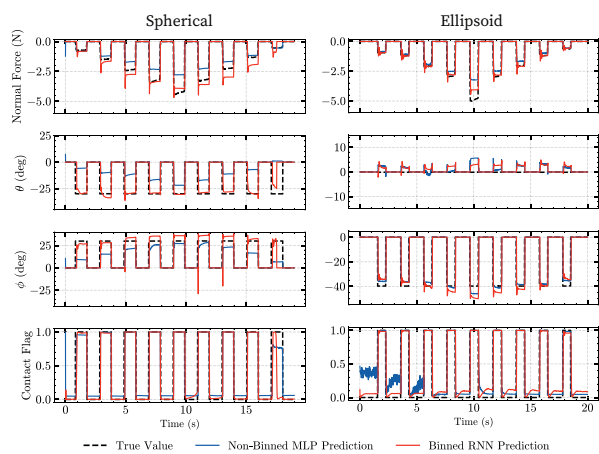 Spherical
Ellipsoid
Normal Force (N)
0.0
−2.5
−5.0
0.0
−2.5
−5.0
θ (deg)
25
0
−25
10
0
−10
ϕ (deg)
25
0
−25
0
−20
−40
Contact Flag
1.0
0.5
0.0
1.0
0.5
0.0
0 5 10 15
0 5 10 15 20
Time (s)
Time (s)
True Value Non-Binned MLP Prediction Binned RNN Prediction